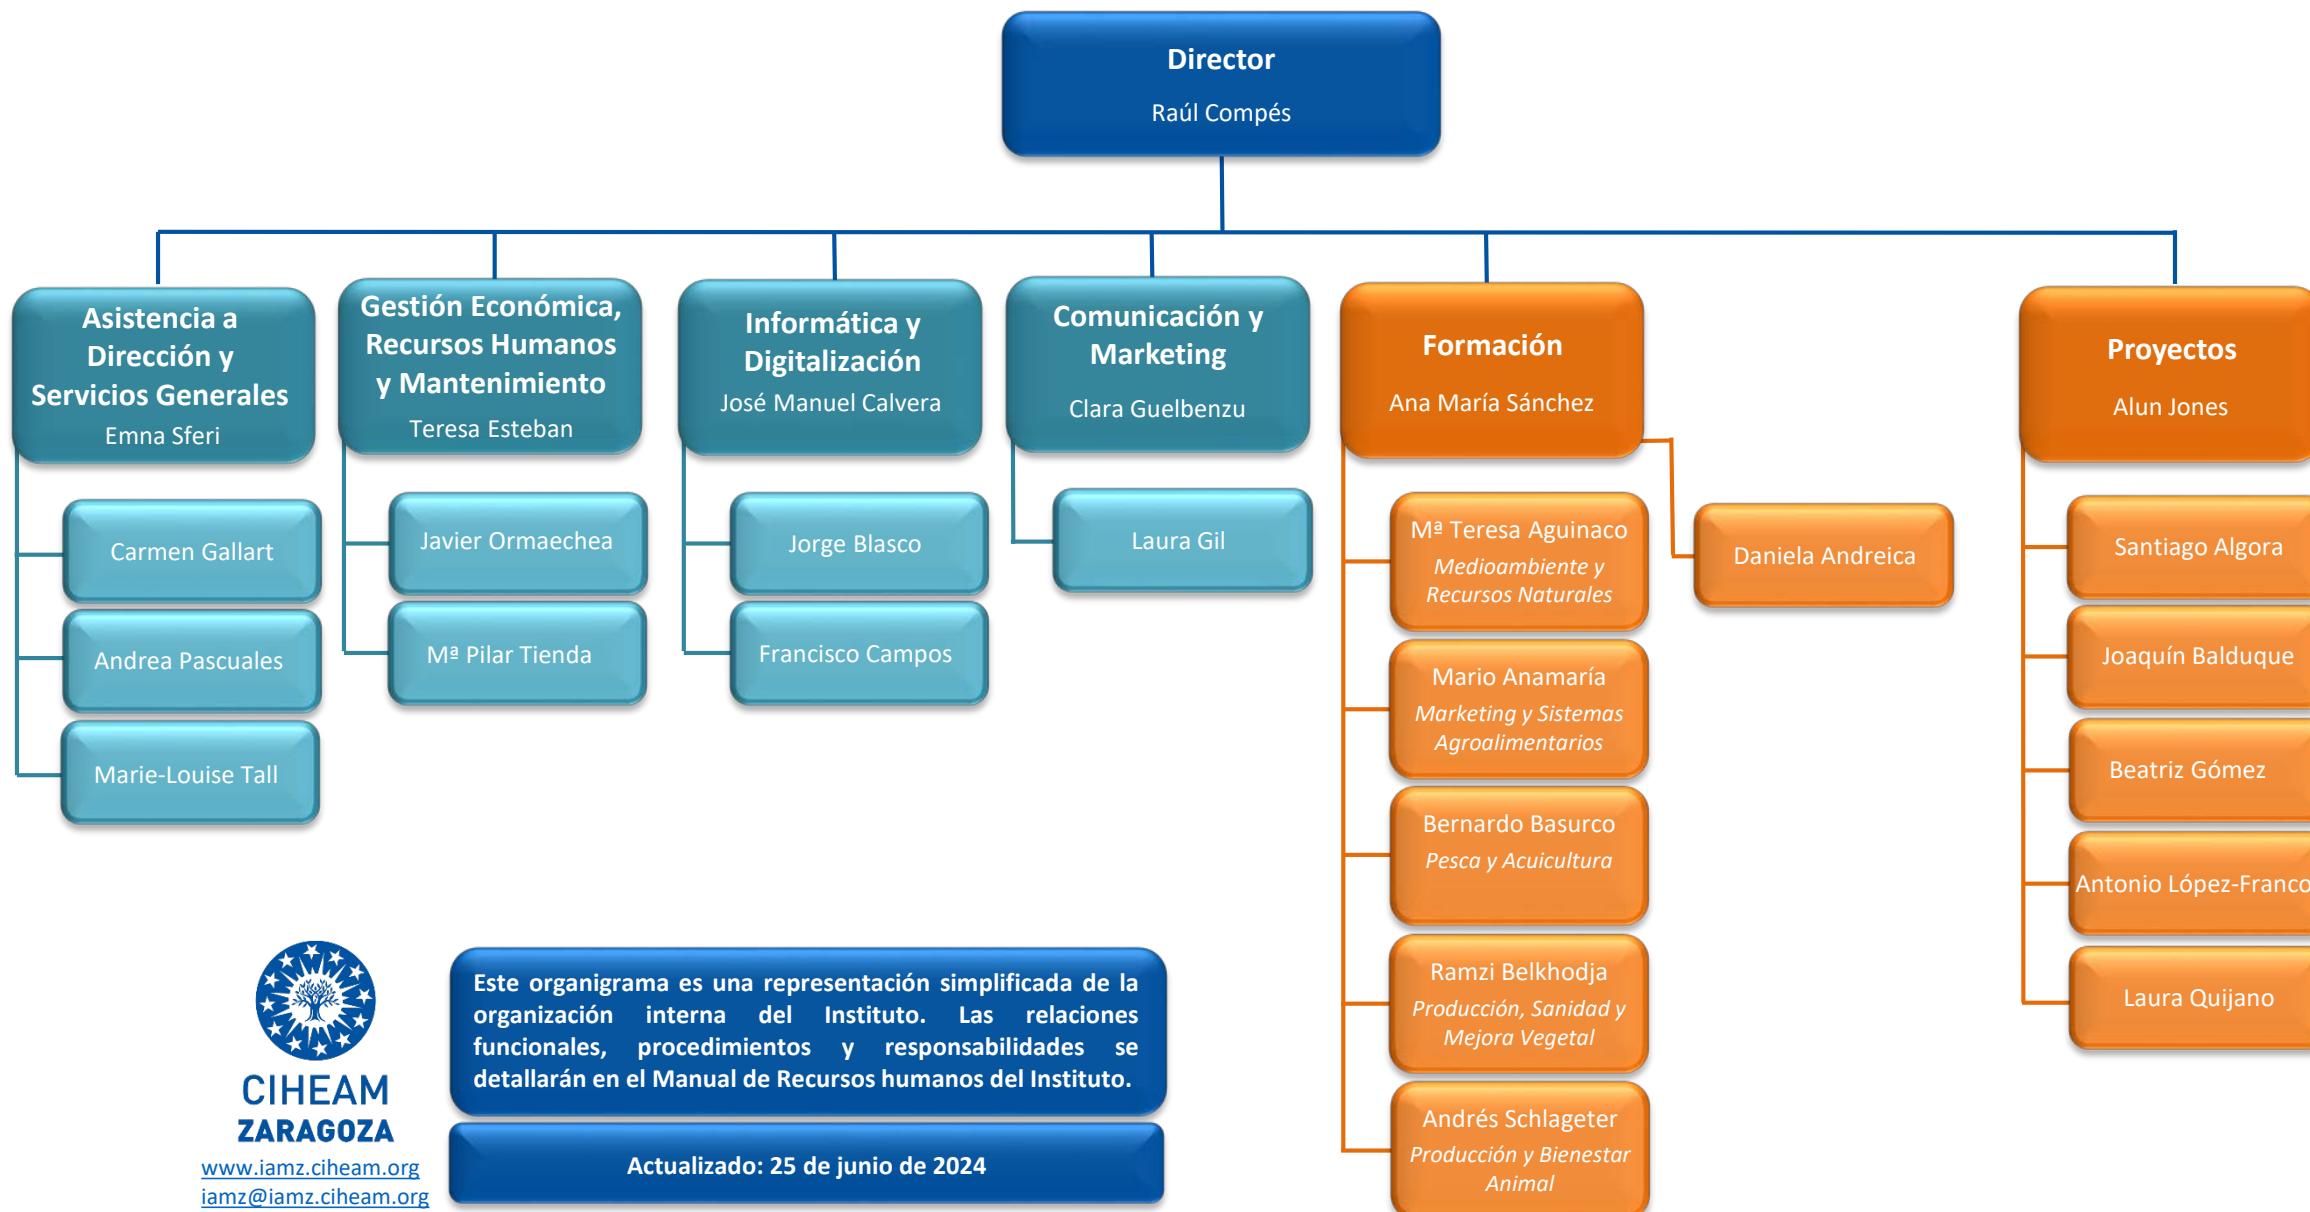 Director
Raúl Compés
Asistencia a
Dirección y
Servicios Generales
Emna Sferi
Carmen Gallart
Andrea Pascuales
Marie-Louise Tall
Gestión Económica,
Recursos Humanos
y Mantenimiento
Teresa Esteban
Javier Ormaechea
Mª Pilar Tienda
Informática y
Digitalización
José Manuel Calvera
Jorge Blasco
Francisco Campos
Comunicación y
Marketing
Clara Guelbenzu
Laura Gil
Formación
Ana María Sánchez
Mª Teresa Aguinaco
Medioambiente y
Recursos Naturales
Mario Anamaría
Marketing y Sistemas
Agroalimentarios
Bernardo Basurco
Pesca y Acuicultura
Ramzi Belkhodja
Producción, Sanidad y
Mejora Vegetal
Andrés Schlageter
Producción y Bienestar
Animal
Daniela Andreica
Proyectos
Alun Jones
Santiago Algora
Joaquín Balduque
Beatriz Gómez
Antonio López-Franco
Laura Quijano
CIHEAM
ZARAGOZA
www.iamz.ciheam.org
iamz@iamz.ciheam.org
Este organigrama es una representación simplificada de la
organización interna del Instituto. Las relaciones
funcionales, procedimientos y responsabilidades se
detallarán en el Manual de Recursos humanos del Instituto.
Actualizado: 25 de junio de 2024